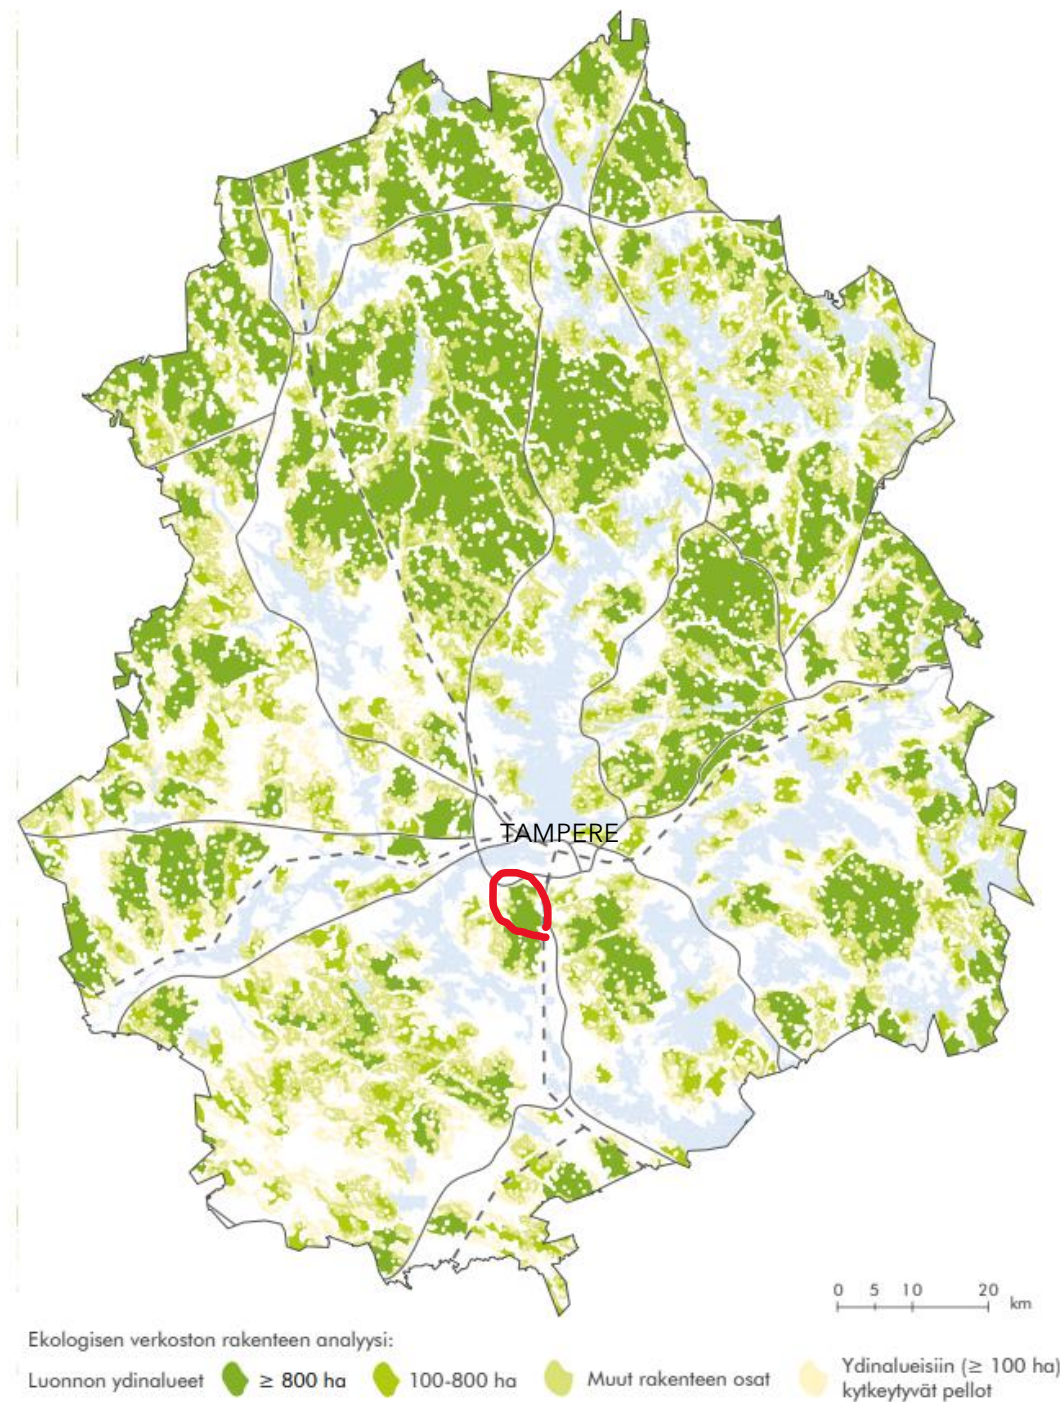 TAMPERE
0 5 10 20 km
Ekologisen verkoston rakenteen analyysi:
Luonnon ydinalueet ≥ 800 ha 100-800 ha Muut rakenteen osat Ydinalueisiin (≥ 100 ha)
kytkeytyvät pellot